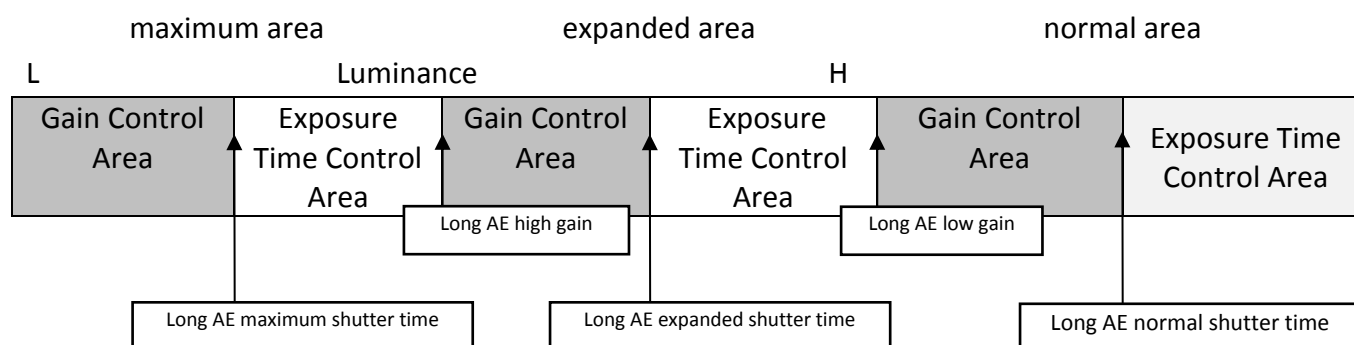 maximum area expanded area normal area
L Luminance H
Gain Control
Area
Exposure
Time Control
Area
Gain Control
Area
Exposure
Time Control
Area
Gain Control
Area
Exposure Time
Control Area
Long AE high gain
Long AE low gain
Long AE maximum shutter time
Long AE expanded shutter time
Long AE normal shutter time